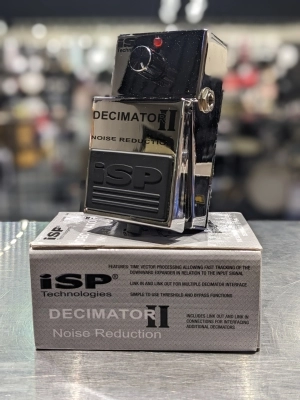 iSP
DECIMATOR II
NOISE REDUCTION
iSP
iSP
iSP®
Technologies
DECIMATOR II
Noise Reduction
FEATURES: TIME VECTOR PROCESSING ALLOWING FAST TRACKING OF THE
DOWNWARD EXPANDER IN RELATION TO THE INPUT SIGNAL
LINK IN AND LINK OUT FOR MULTIPLE DECIMATOR INTERFACE
SIMPLE TO USE THRESHOLD AND BYPASS FUNCTIONS
INCLUDES LINK OUT AND LINK IN
CONNECTIONS FOR INTERFACING
ADDITIONAL DECIMATORS